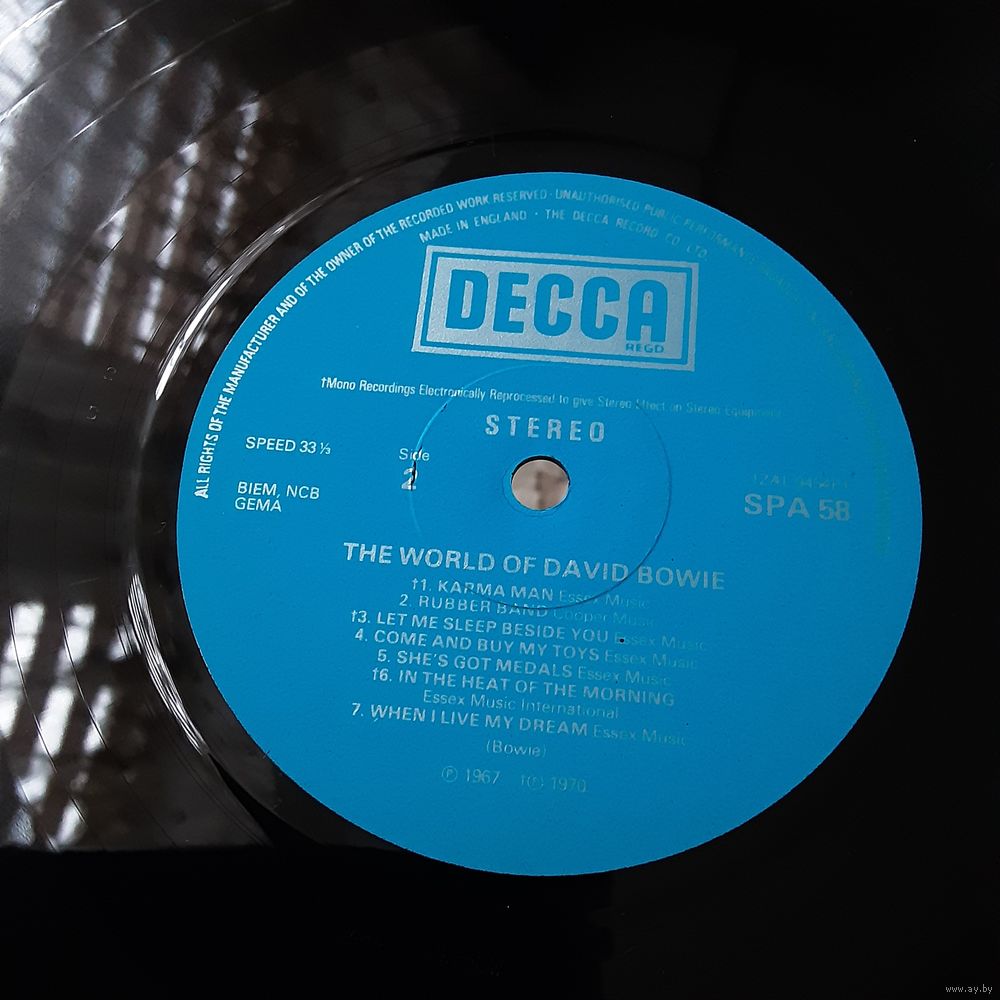 ALL RIGHTS OF THE MANUFACTURER AND OF THE OWNER OF THE RECORDED WORK RESERVED · UNAUTHORISED PUBLIC PERFORMANCE
MADE IN ENGLAND · THE DECCA RECORD CO. LTD.
DECCA
REGD
†Mono Recordings Electronically Reprocessed to give Stereo Effect on Stereo Equipment
STEREO
SPEED 33⅓
Side
2
BIEM, NCB
GEMA
SPA 58
THE WORLD OF DAVID BOWIE
†1. KARMA MAN Essex Music
2. RUBBER BAND Cooper Music
†3. LET ME SLEEP BESIDE YOU Essex Music
4. COME AND BUY MY TOYS Essex Music
5. SHE'S GOT MEDALS Essex Music
†6. IN THE HEAT OF THE MORNING
Essex Music International
7. WHEN I LIVE MY DREAM Essex Music
(Bowie)
Ⓟ 1967 †Ⓟ 1970
www.ay.by